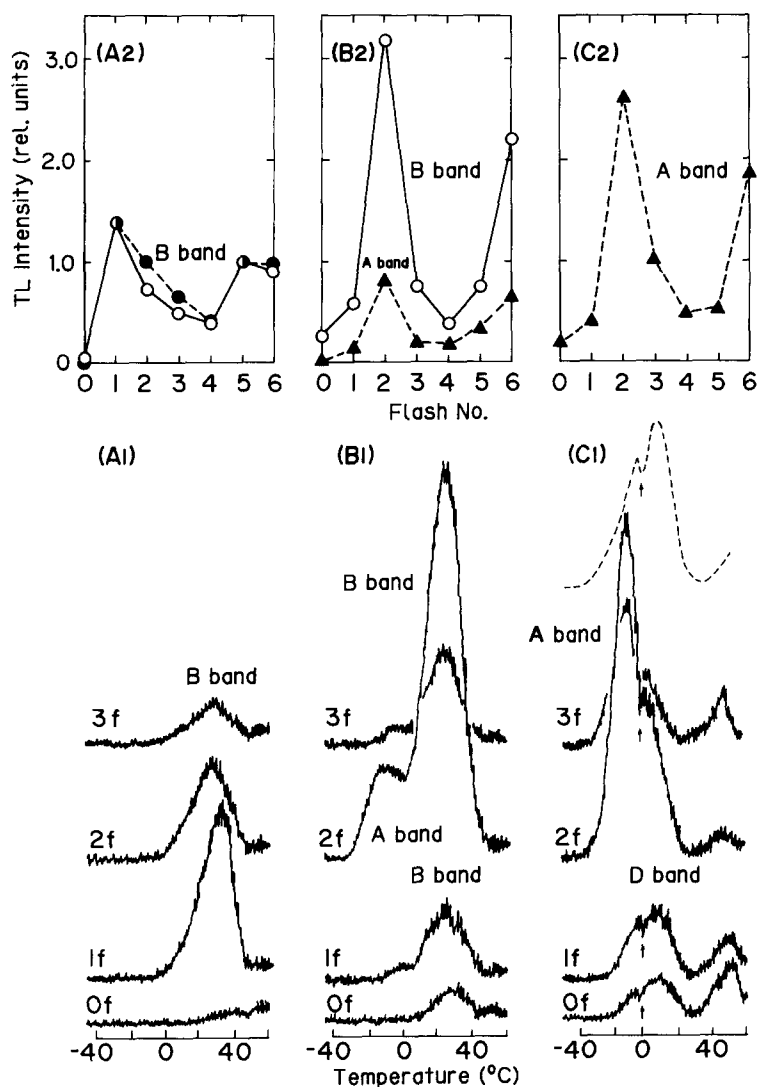 (A2)
(B2)
(C2)
TL Intensity (rel. units)
3.0
2.0
1.0
0
B band
B band
A band
A band
0 1 2 3 4 5 6
0 1 2 3 4 5 6
0 1 2 3 4 5 6
Flash No.
(A1)
(B1)
(C1)
B band
3f
2f
1f
0f
B band
3f
2f
A band
B band
1f
0f
A band
3f
2f
D band
1f
0f
-40 0 40
-40 0 40
-40 0 40
Temperature (°C)